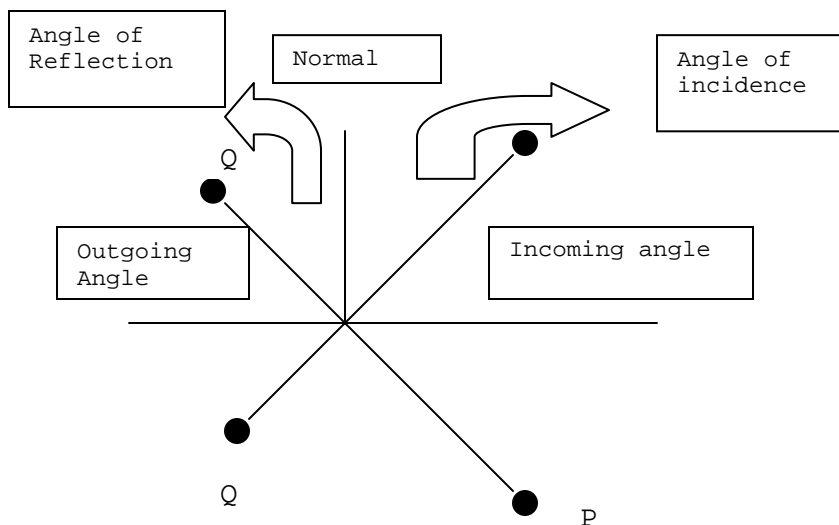 Angle of
Reflection
Normal
Angle of
incidence
Q
Outgoing
Angle
Incoming angle
Q
P